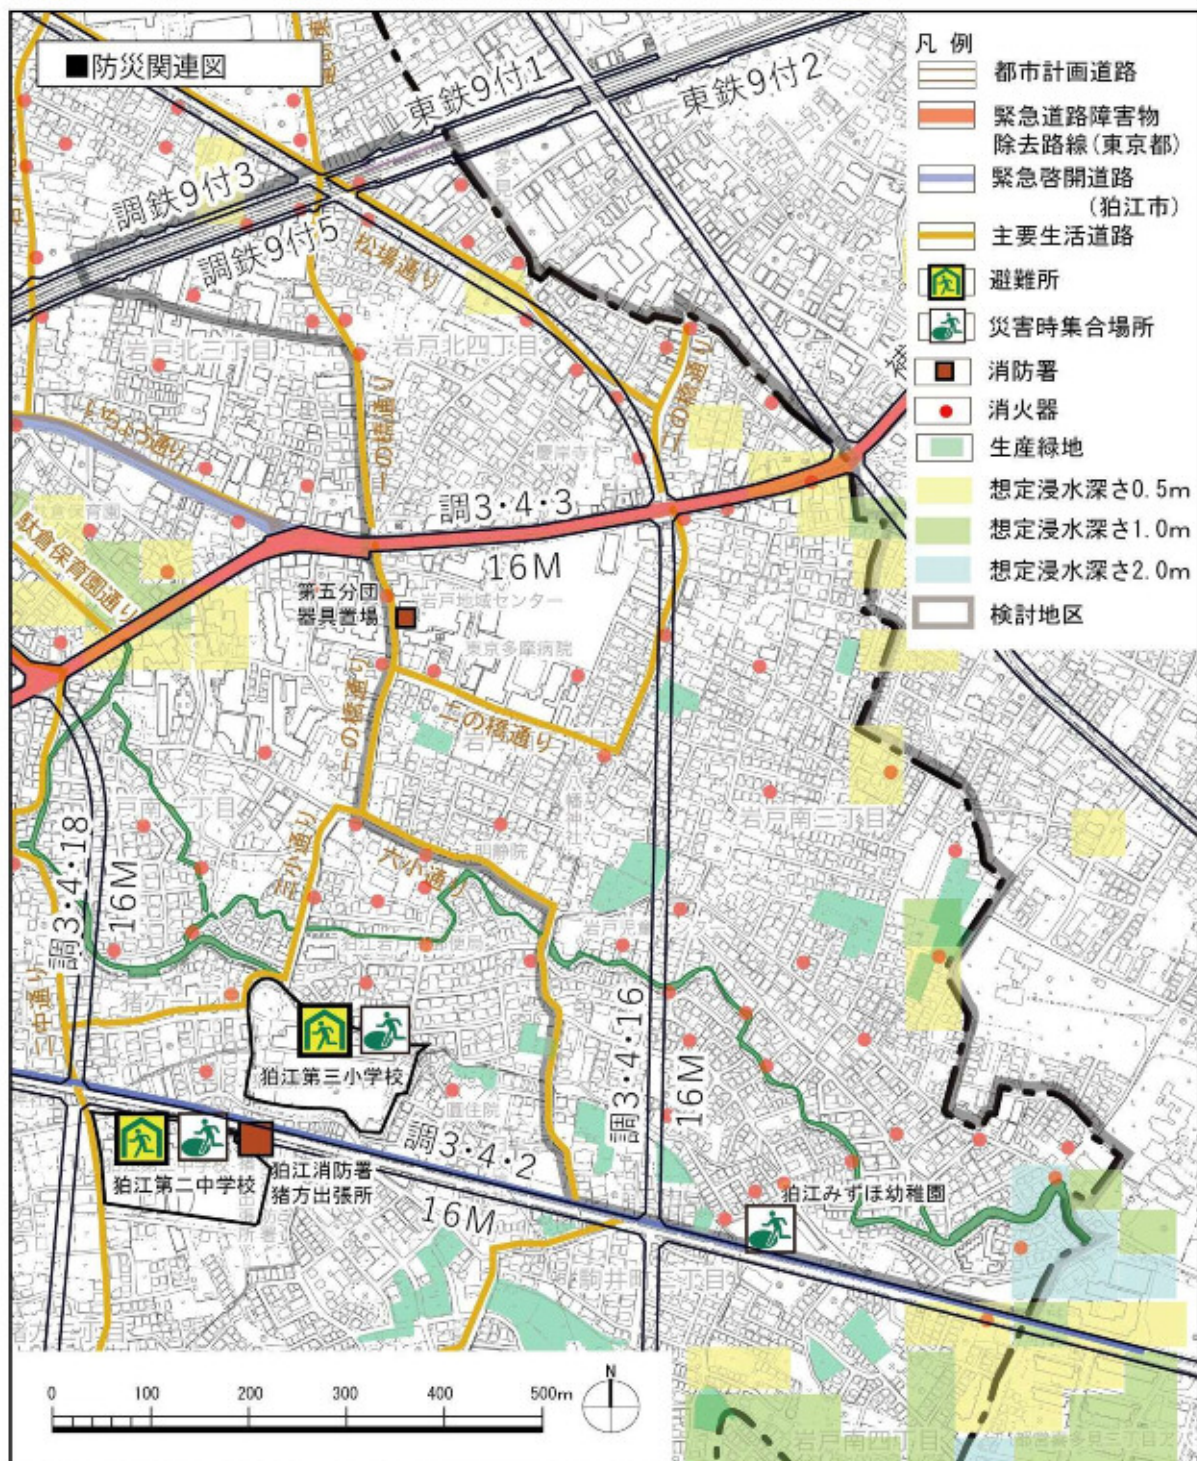 ■防災関連図
凡 例
都市計画道路
緊急道路障害物
除去路線(東京都)
緊急啓開道路
(狛江市)
主要生活道路
避難所
災害時集合場所
消防署
消火器
生産緑地
想定浸水深さ0.5m
想定浸水深さ1.0m
想定浸水深さ2.0m
検討地区
東鉄9付1
東鉄9付2
調鉄9付3
調鉄9付5
松場通り
岩戸北三丁目
岩戸北四丁目
一の橋通り
二の橋通り
いちょう通り
慶岸寺
調3・4・3
16M
駄倉保育園通り
第五分団
器具置場
岩戸地域センター
東京多摩病院
一の橋通り
二の橋通り
岩戸南三丁目
明静院
六小通り
三小通り
調3・4・18
16M
二中通り
狛江第三小学校
圓住院
調3・4・16
16M
調3・4・2
16M
狛江第二中学校
狛江消防署
猪方出張所
狛江みずほ幼稚園
岩戸南四丁目
0 100 200 300 400 500m
N